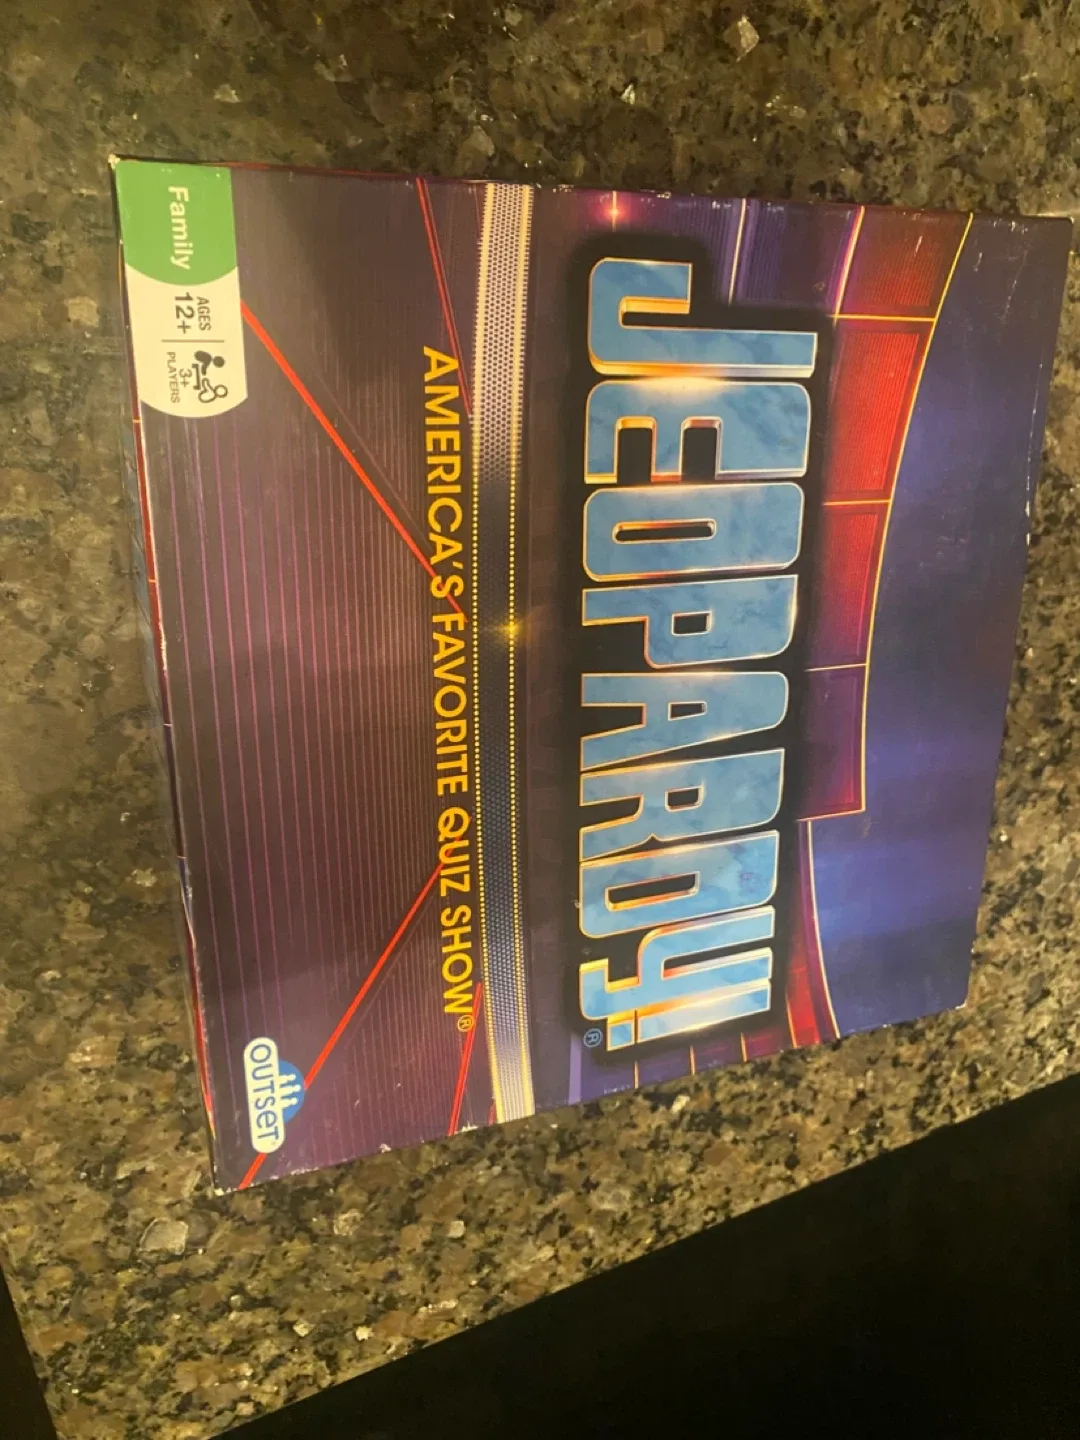 JEOPARDY!®
AMERICA'S FAVORITE QUIZ SHOW®
Family
AGES
12+
3+
PLAYERS
OUTSET